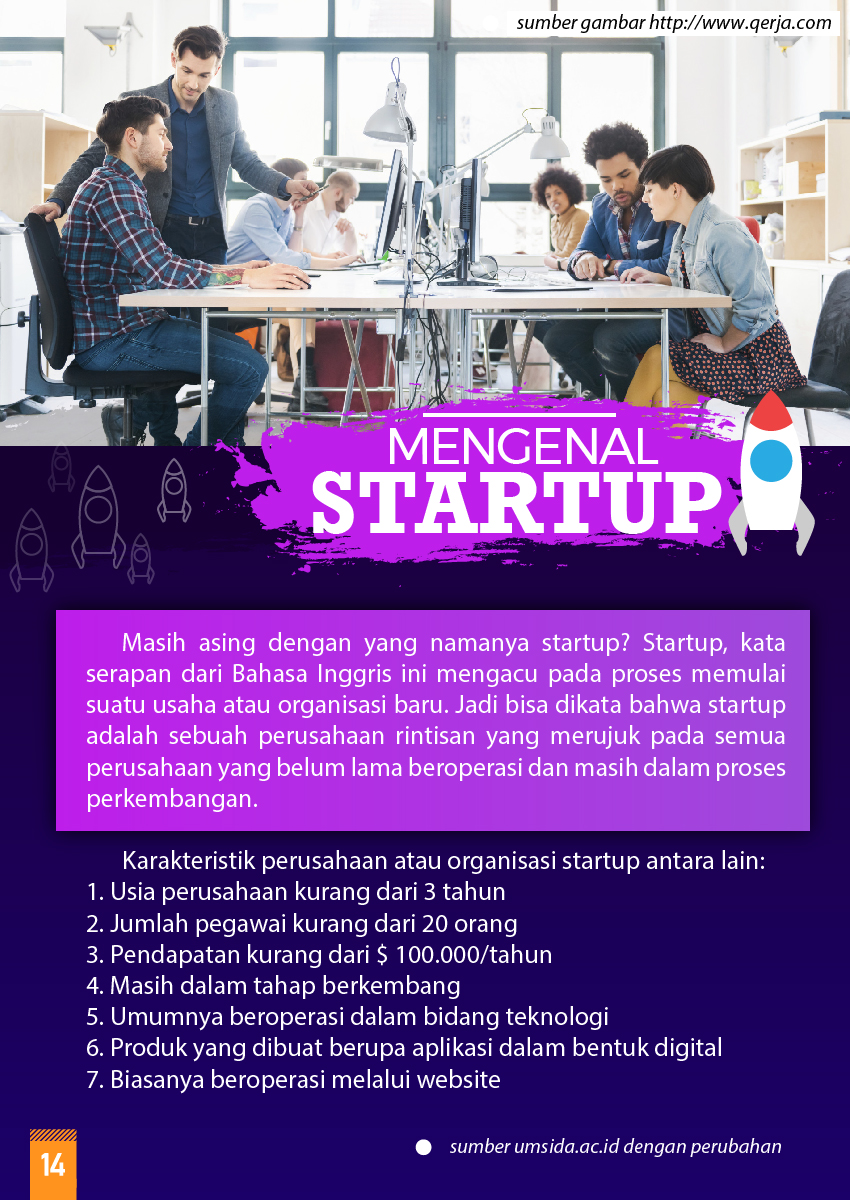 sumber gambar http://www.qerja.com
MENGENAL
STARTUP
Masih asing dengan yang namanya startup? Startup, kata
serapan dari Bahasa Inggris ini mengacu pada proses memulai
suatu usaha atau organisasi baru. Jadi bisa dikata bahwa startup
adalah sebuah perusahaan rintisan yang merujuk pada semua
perusahaan yang belum lama beroperasi dan masih dalam proses
perkembangan.
Karakteristik perusahaan atau organisasi startup antara lain:
1. Usia perusahaan kurang dari 3 tahun
2. Jumlah pegawai kurang dari 20 orang
3. Pendapatan kurang dari $ 100.000/tahun
4. Masih dalam tahap berkembang
5. Umumnya beroperasi dalam bidang teknologi
6. Produk yang dibuat berupa aplikasi dalam bentuk digital
7. Biasanya beroperasi melalui website
sumber umsida.ac.id dengan perubahan
14